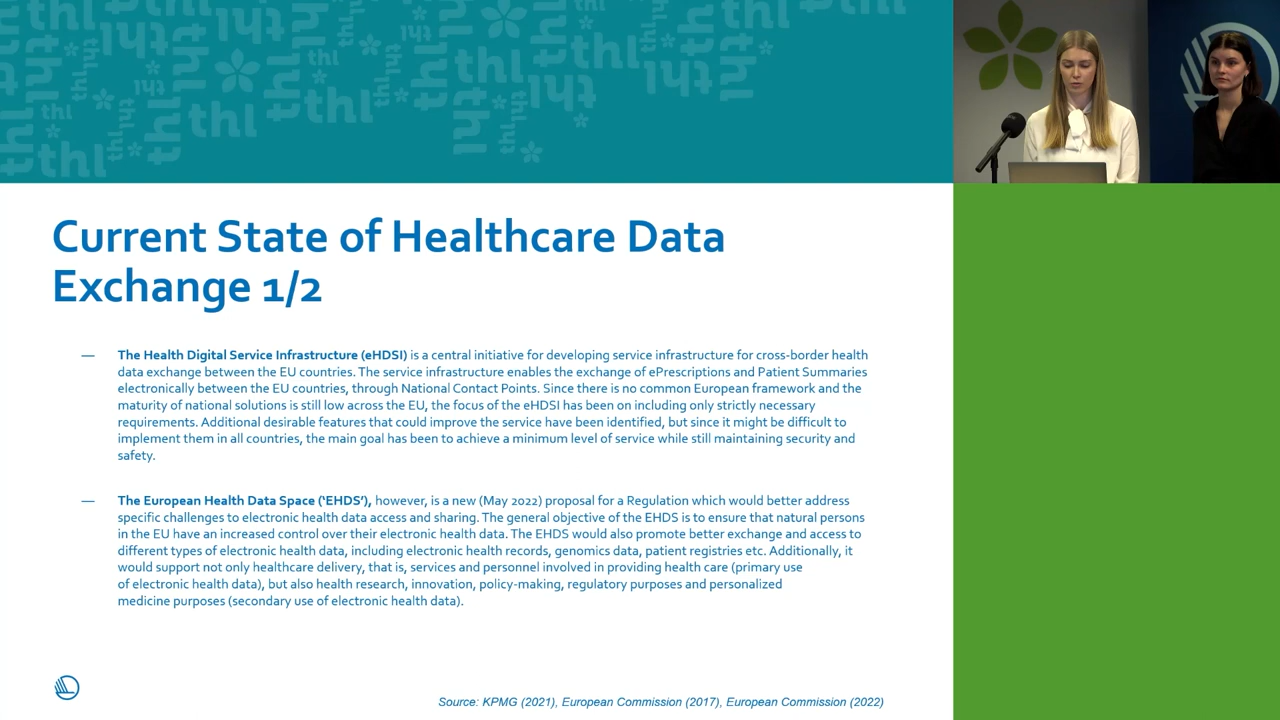 thl
Current State of Healthcare Data
Exchange 1/2
— The Health Digital Service Infrastructure (eHDSI) is a central initiative for developing service infrastructure for cross-border health
data exchange between the EU countries. The service infrastructure enables the exchange of ePrescriptions and Patient Summaries
electronically between the EU countries, through National Contact Points. Since there is no common European framework and the
maturity of national solutions is still low across the EU, the focus of the eHDSI has been on including only strictly necessary
requirements. Additional desirable features that could improve the service have been identified, but since it might be difficult to
implement them in all countries, the main goal has been to achieve a minimum level of service while still maintaining security and
safety.
— The European Health Data Space (‘EHDS’), however, is a new (May 2022) proposal for a Regulation which would better address
specific challenges to electronic health data access and sharing. The general objective of the EHDS is to ensure that natural persons
in the EU have an increased control over their electronic health data. The EHDS would also promote better exchange and access to
different types of electronic health data, including electronic health records, genomics data, patient registries etc. Additionally, it
would support not only healthcare delivery, that is, services and personnel involved in providing health care (primary use
of electronic health data), but also health research, innovation, policy-making, regulatory purposes and personalized
medicine purposes (secondary use of electronic health data).
Source: KPMG (2021), European Commission (2017), European Commission (2022)